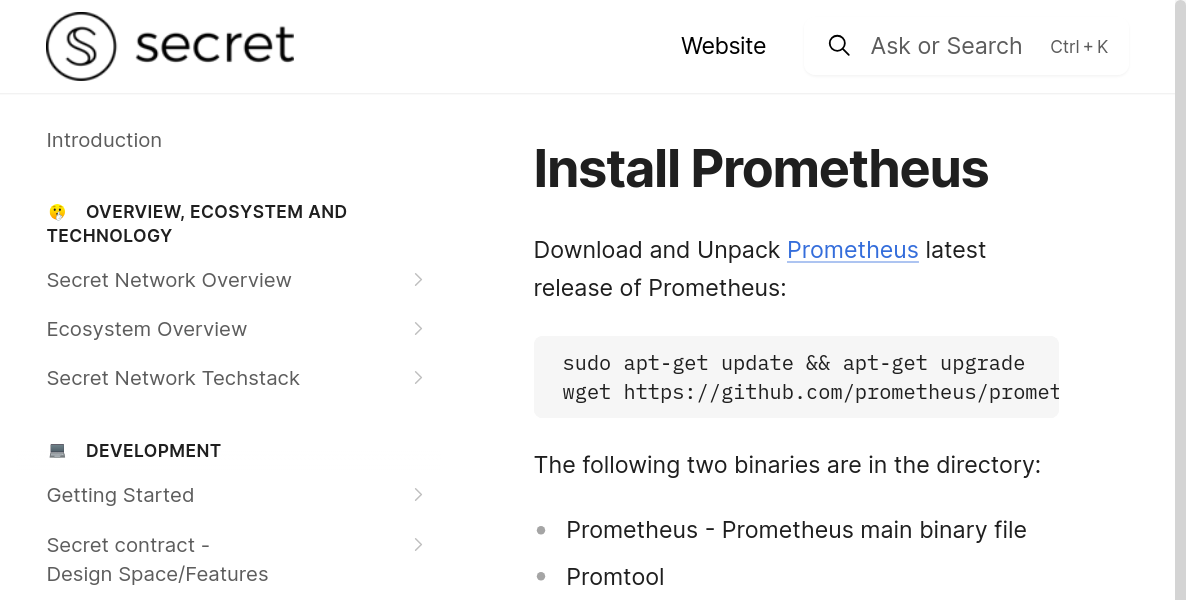 secret
Website
Ask or Search Ctrl + K
Introduction
OVERVIEW, ECOSYSTEM AND
TECHNOLOGY
Secret Network Overview
Ecosystem Overview
Secret Network Techstack
DEVELOPMENT
Getting Started
Secret contract -
Design Space/Features
Install Prometheus
Download and Unpack Prometheus latest
release of Prometheus:
sudo apt-get update && apt-get upgrade
wget https://github.com/prometheus/promet
The following two binaries are in the directory:
Prometheus - Prometheus main binary file
Promtool